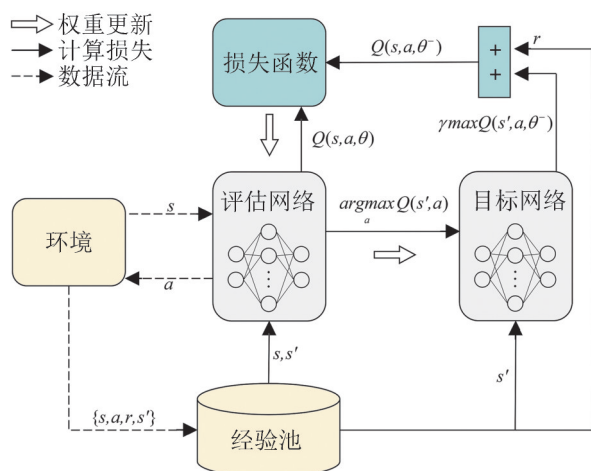 权重更新
计算损失
数据流
损失函数
Q(s,a,θ⁻)
+
+
r
γmaxQ(s′,a,θ⁻)
Q(s,a,θ)
评估网络
argmaxQ(s′,a)
a
目标网络
s
环境
a
s,s′
s′
{s,a,r,s′}
经验池